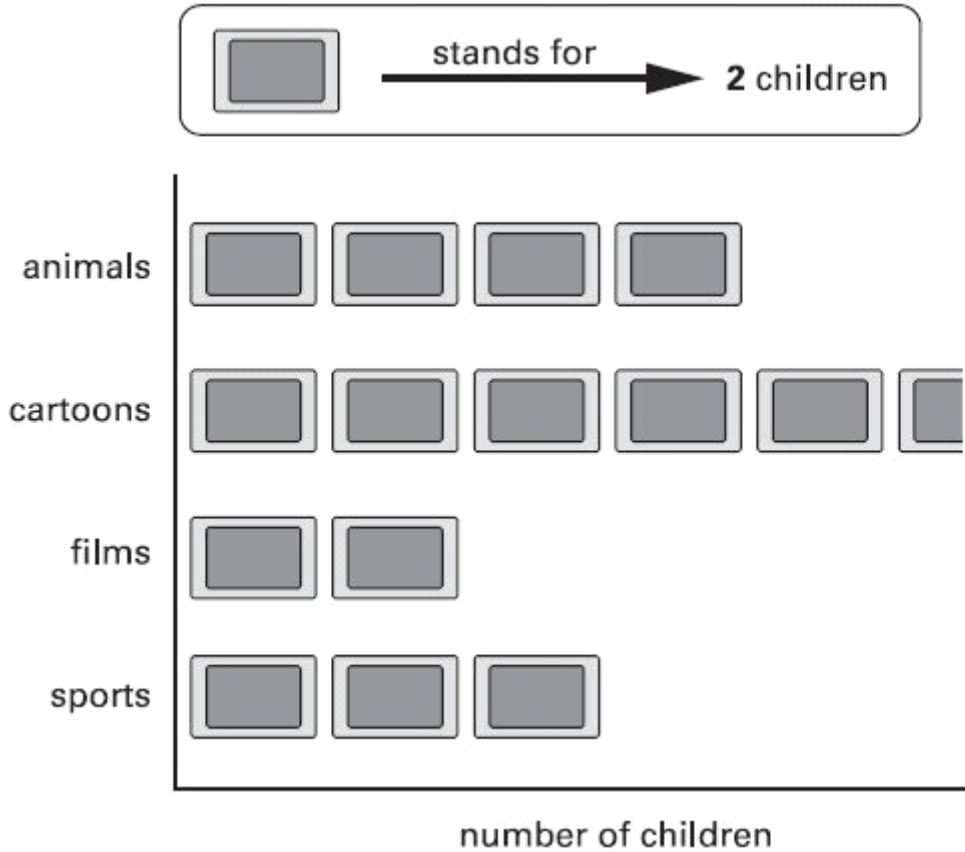 stands for
2 children
animals
cartoons
films
sports
number of children